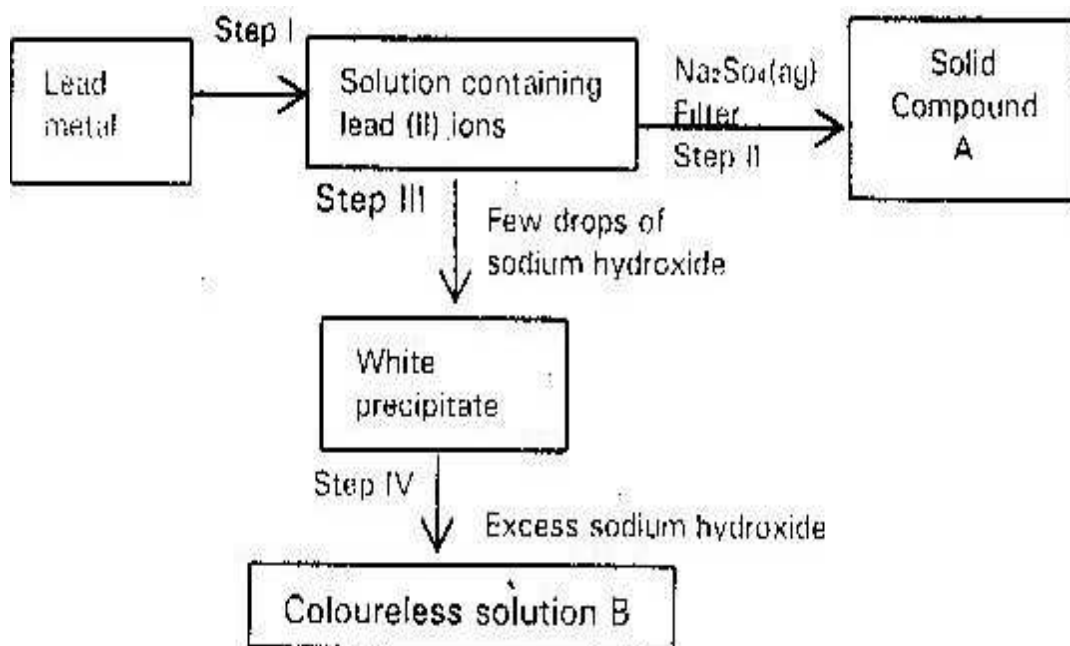 Step I
Lead
metal
Solution containing
lead (II) ions
Na₂So₄(ag)
Filter
Step II
Solid
Compound
A
Step III
Few drops of
sodium hydroxide
White
precipitate
Step IV
Excess sodium hydroxide
Coloureless solution B